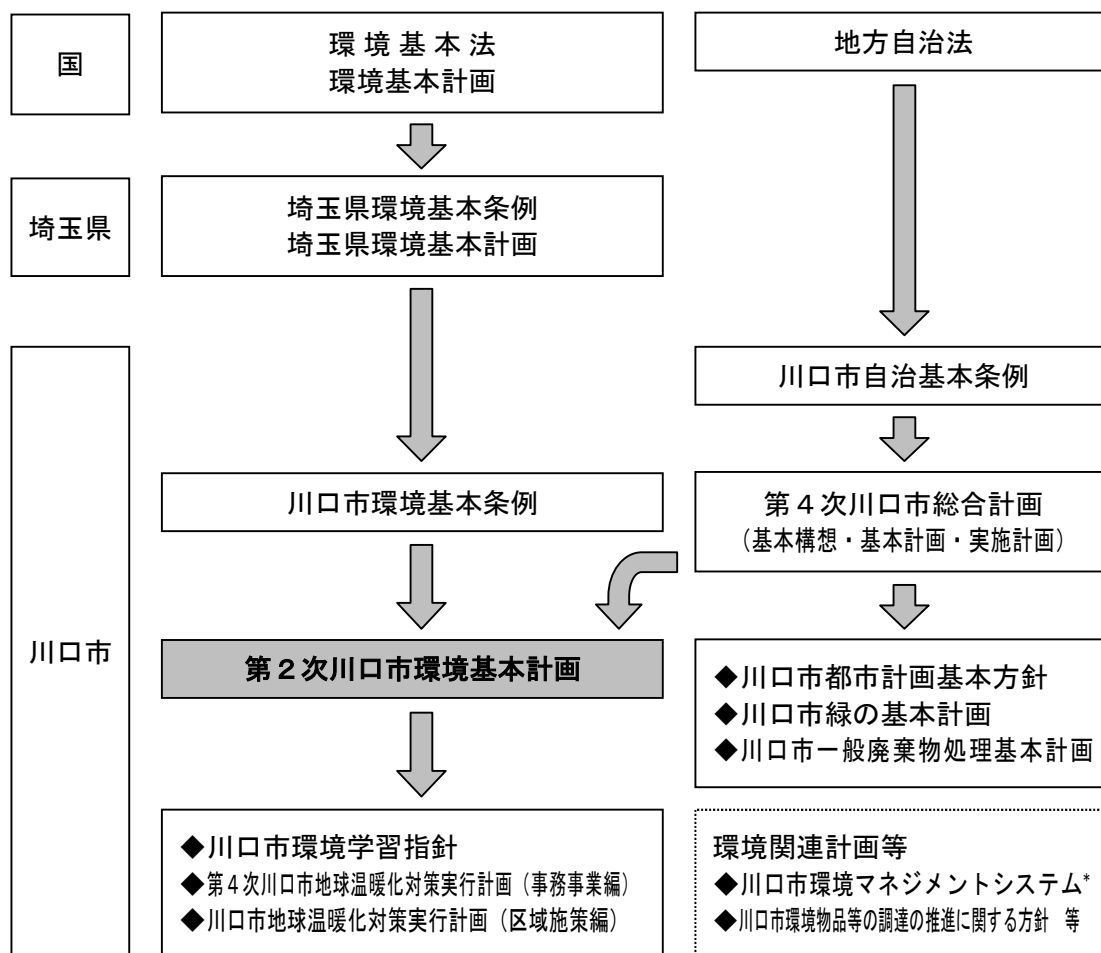 国
環境基本法
環境基本計画
地方自治法
埼玉県
埼玉県環境基本条例
埼玉県環境基本計画
川口市
川口市自治基本条例
川口市環境基本条例
第4次川口市総合計画
（基本構想・基本計画・実施計画）
第2次川口市環境基本計画
◆川口市都市計画基本方針
◆川口市緑の基本計画
◆川口市一般廃棄物処理基本計画
◆川口市環境学習指針
◆第4次川口市地球温暖化対策実行計画（事務事業編）
◆川口市地球温暖化対策実行計画（区域施策編）
環境関連計画等
◆川口市環境マネジメントシステム*
◆川口市環境物品等の調達の推進に関する方針　等